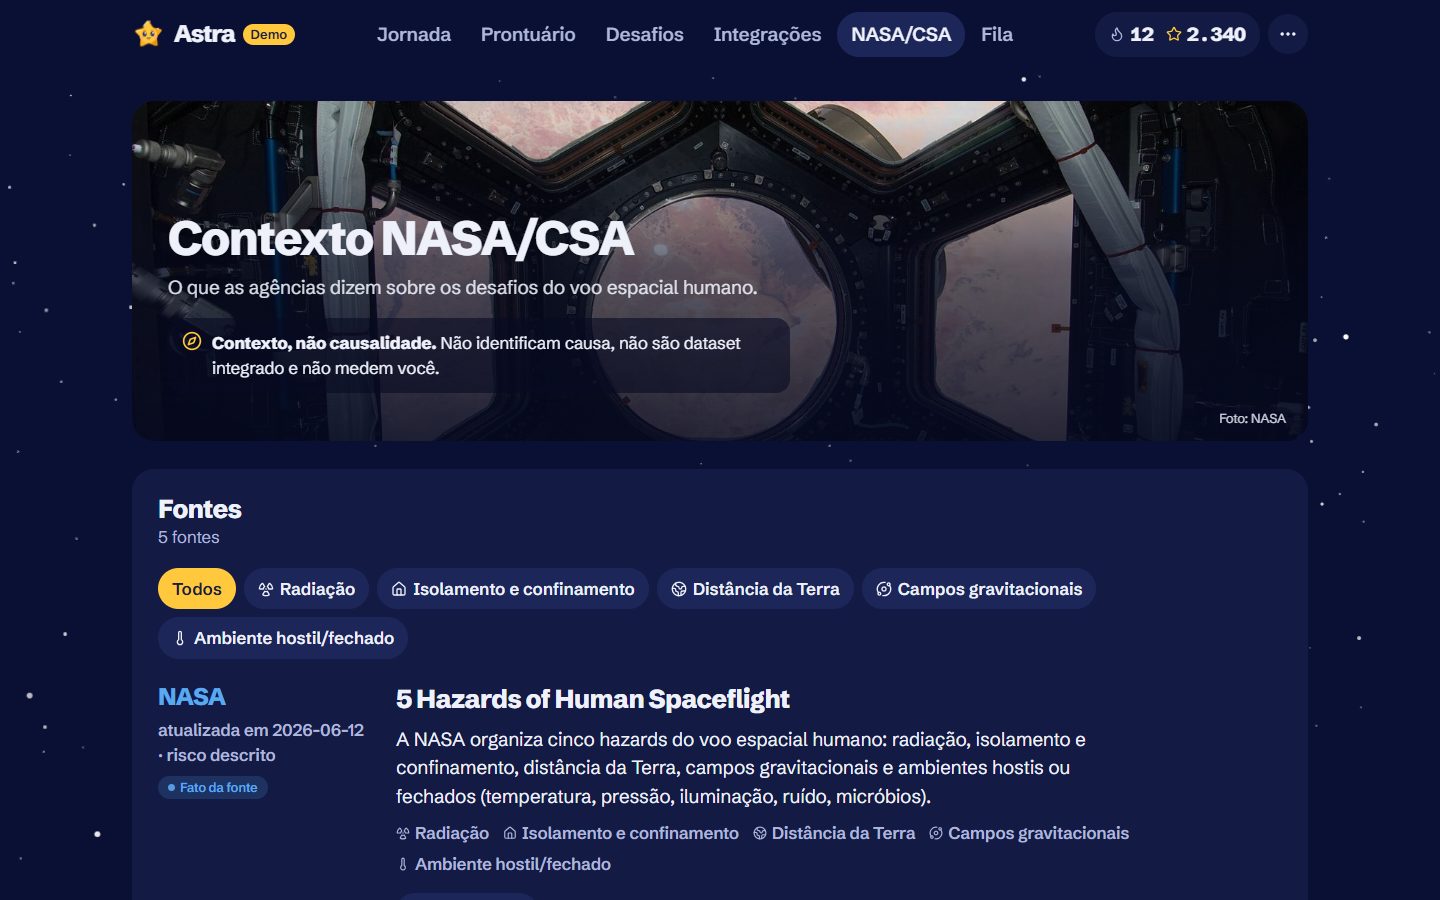 Astra Demo Jornada Prontuário Desafios Integrações NASA/CSA Fila 12 2.340
Contexto NASA/CSA
O que as agências dizem sobre os desafios do voo espacial humano.
Contexto, não causalidade. Não identificam causa, não são dataset
integrado e não medem você.
Foto: NASA
Fontes
5 fontes
Todos Radiação Isolamento e confinamento Distância da Terra Campos gravitacionais
Ambiente hostil/fechado
NASA
atualizada em 2026-06-12
· risco descrito
Fato da fonte
5 Hazards of Human Spaceflight
A NASA organiza cinco hazards do voo espacial humano: radiação, isolamento e
confinamento, distância da Terra, campos gravitacionais e ambientes hostis ou
fechados (temperatura, pressão, iluminação, ruído, micróbios).
Radiação Isolamento e confinamento Distância da Terra Campos gravitacionais
Ambiente hostil/fechado